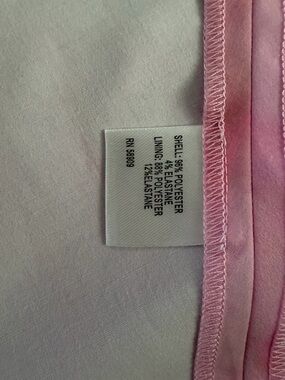 SHELL: 96% POLYESTER
4% ELASTANE
LINING: 88% POLYESTER
12%ELASTANE
RN 56909